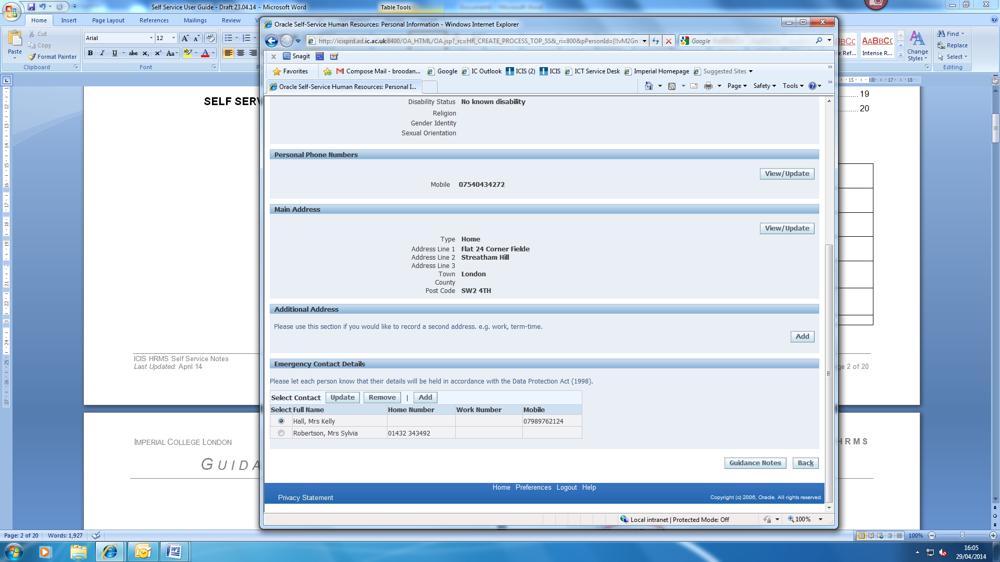 Self Service User Guide - Draft 23.04.14 - Microsoft Word
Table Tools
Home Insert Page Layout References Mailings Review
Paste
Cut
Copy
Format Painter
Clipboard
Arial 12
Font
Intense R...
Change Styles
Find
Replace
Select
Editing
Oracle Self-Service Human Resources: Personal Information - Windows Internet Explorer
http://icisprd.ad.ic.ac.uk:8400/OA_HTML/OA.jsp?_rc=HR_CREATE_PROCESS_TOP_SS&_ri=800&pPersonId={!!vM2Gn
Google
x Snagit
Favorites Compose Mail - broodan... Google IC Outlook ICIS (2) ICIS ICT Service Desk Imperial Homepage Suggested Sites
Oracle Self-Service Human Resources: Personal I...
Page Safety Tools
SELF SERV
19
20
Disability Status No known disability
Religion
Gender Identity
Sexual Orientation
Personal Phone Numbers
View/Update
Mobile 07540434272
Main Address
View/Update
Type Home
Address Line 1 Flat 24 Corner Fielde
Address Line 2 Streatham Hill
Address Line 3
Town London
County
Post Code SW2 4TH
Additional Address
Please use this section if you would like to record a second address. e.g. work, term-time.
Add
Emergency Contact Details
Please let each person know that their details will be held in accordance with the Data Protection Act (1998).
Select Contact Update Remove | Add
Select Full Name Home Number Work Number Mobile
Hall, Mrs Kelly 07989762124
Robertson, Mrs Sylvia 01432 343492
Guidance Notes Back
Home Preferences Logout Help
Privacy Statement
Copyright (c) 2006, Oracle. All rights reserved.
Local intranet | Protected Mode: Off
100%
ICIS HRMS Self Service Notes
Last Updated: April 14
ge 2 of 20
IMPERIAL COLLEGE LONDON
HRMS
GUIDA
Page: 2 of 20 Words: 1,927
100%
16:05
29/04/2014